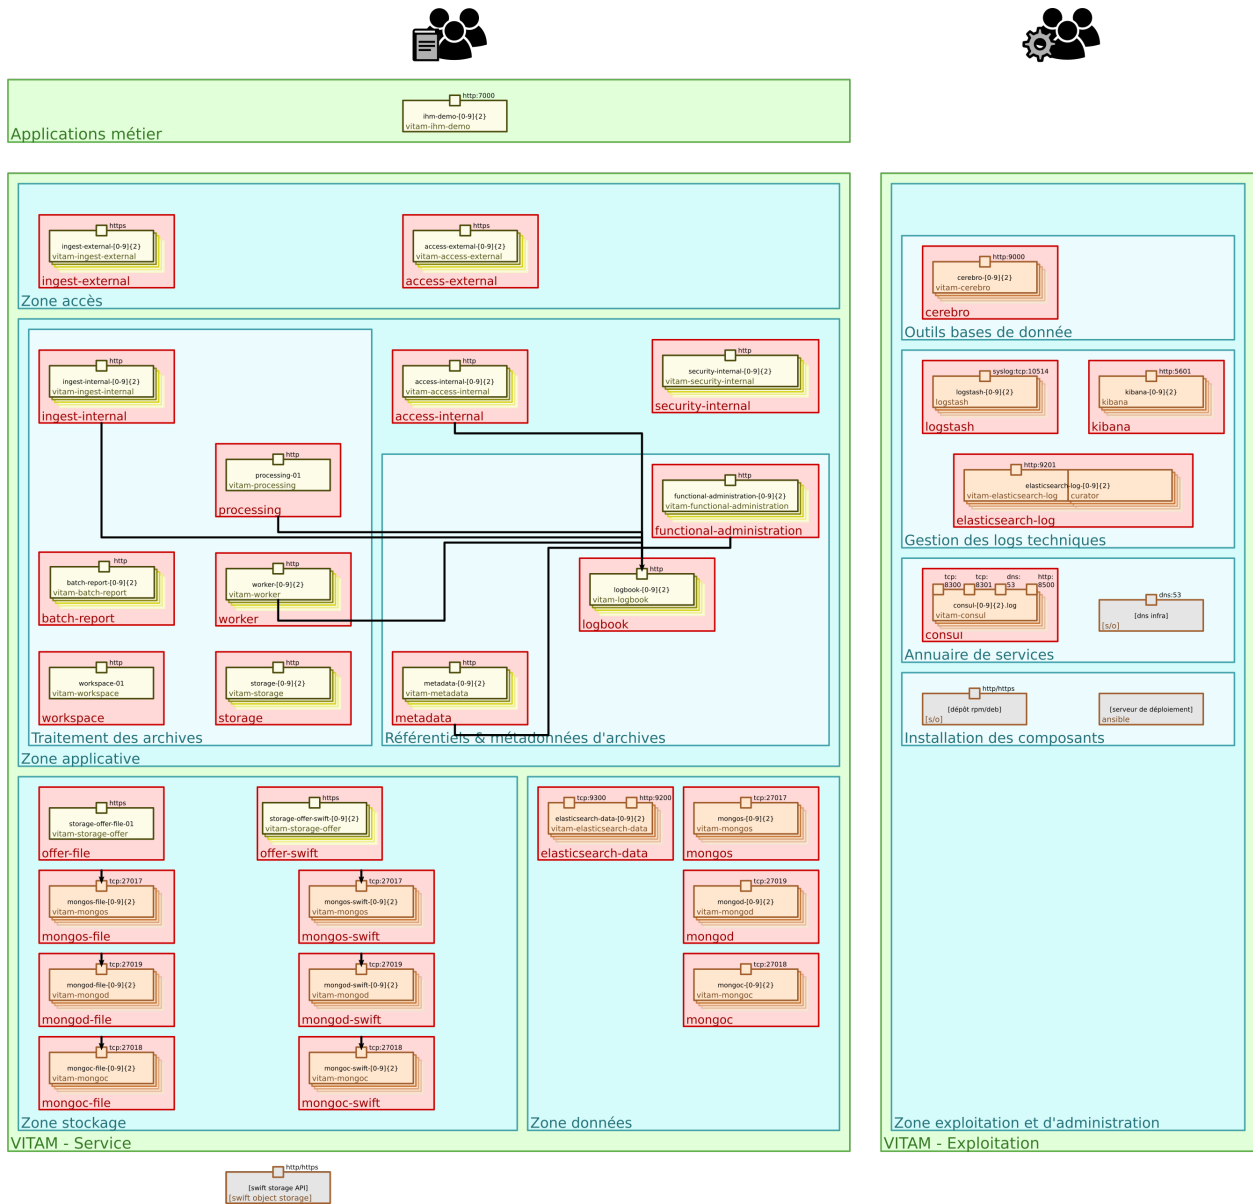 http:7000
ihm-demo-[0-9]{2}
vitam-ihm-demo
Applications métier
https
ingest-external-[0-9]{2}
vitam-ingest-external
ingest-external
https
access-external-[0-9]{2}
vitam-access-external
access-external
Zone accès
http
ingest-internal-[0-9]{2}
vitam-ingest-internal
ingest-internal
http
access-internal-[0-9]{2}
vitam-access-internal
access-internal
http
security-internal-[0-9]{2}
vitam-security-internal
security-internal
http
processing-01
vitam-processing
processing
http
functional-administration-[0-9]{2}
vitam-functional-administration
functional-administration
http
batch-report-[0-9]{2}
vitam-batch-report
batch-report
http
worker-[0-9]{2}
vitam-worker
worker
http
logbook-[0-9]{2}
vitam-logbook
logbook
http
workspace-01
vitam-workspace
workspace
http
storage-[0-9]{2}
vitam-storage
storage
http
metadata-[0-9]{2}
vitam-metadata
metadata
Traitement des archives
Référentiels & métadonnées d'archives
Zone applicative
https
storage-offer-file-01
vitam-storage-offer
offer-file
https
storage-offer-swift-[0-9]{2}
vitam-storage-offer
offer-swift
tcp:27017
mongos-file-[0-9]{2}
vitam-mongos
mongos-file
tcp:27017
mongos-swift-[0-9]{2}
vitam-mongos
mongos-swift
tcp:27019
mongod-file-[0-9]{2}
vitam-mongod
mongod-file
tcp:27019
mongod-swift-[0-9]{2}
vitam-mongod
mongod-swift
tcp:27018
mongoc-file-[0-9]{2}
vitam-mongoc
mongoc-file
tcp:27018
mongoc-swift-[0-9]{2}
vitam-mongoc
mongoc-swift
Zone stockage
tcp:9300
http:9200
elasticsearch-data-[0-9]{2}
vitam-elasticsearch-data
elasticsearch-data
tcp:27017
mongos-[0-9]{2}
vitam-mongos
mongos
tcp:27019
mongod-[0-9]{2}
vitam-mongod
mongod
tcp:27018
mongoc-[0-9]{2}
vitam-mongoc
mongoc
Zone données
VITAM - Service
http/https
[swift storage API]
[swift object storage]
http:9000
cerebro-[0-9]{2}
vitam-cerebro
cerebro
Outils bases de donnée
syslog:tcp:10514
logstash-[0-9]{2}
logstash
logstash
http:5601
kibana-[0-9]{2}
kibana
kibana
http:9201
elasticsearch-log-[0-9]{2}
vitam-elasticsearch-log
curator
elasticsearch-log
Gestion des logs techniques
tcp:
8300
tcp:
8301
dns:
53
http:
8500
consul-[0-9]{2}.log
vitam-consul
consul
dns:53
[dns infra]
[s/o]
Annuaire de services
http/https
[dépôt rpm/deb]
[s/o]
[serveur de déploiement]
ansible
Installation des composants
Zone exploitation et d'administration
VITAM - Exploitation